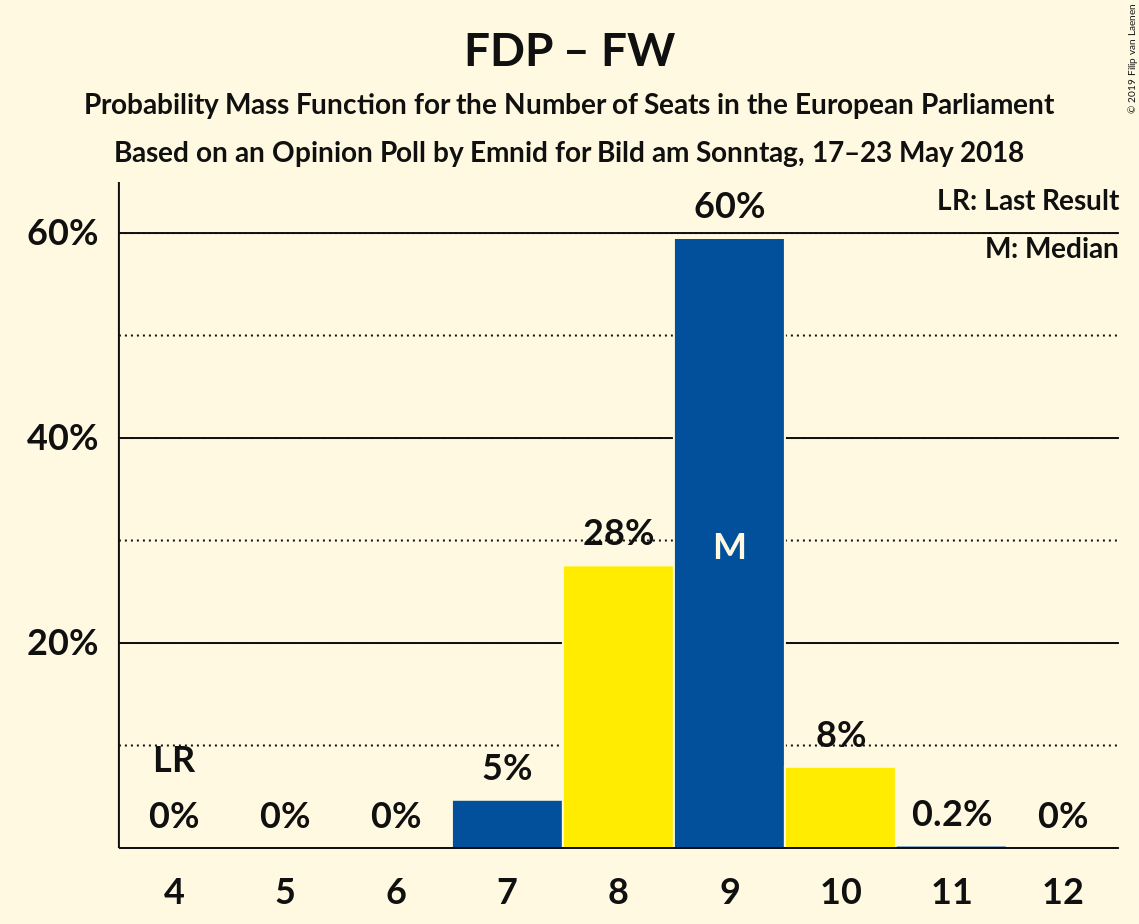 FDP – FW
Probability Mass Function for the Number of Seats in the European Parliament
Based on an Opinion Poll by Emnid for Bild am Sonntag, 17–23 May 2018
© 2019 Filip van Laenen
LR: Last Result
M: Median
60%
40%
20%
LR
0%
0%
0%
5%
28%
60%
M
8%
0.2%
0%
4
5
6
7
8
9
10
11
12